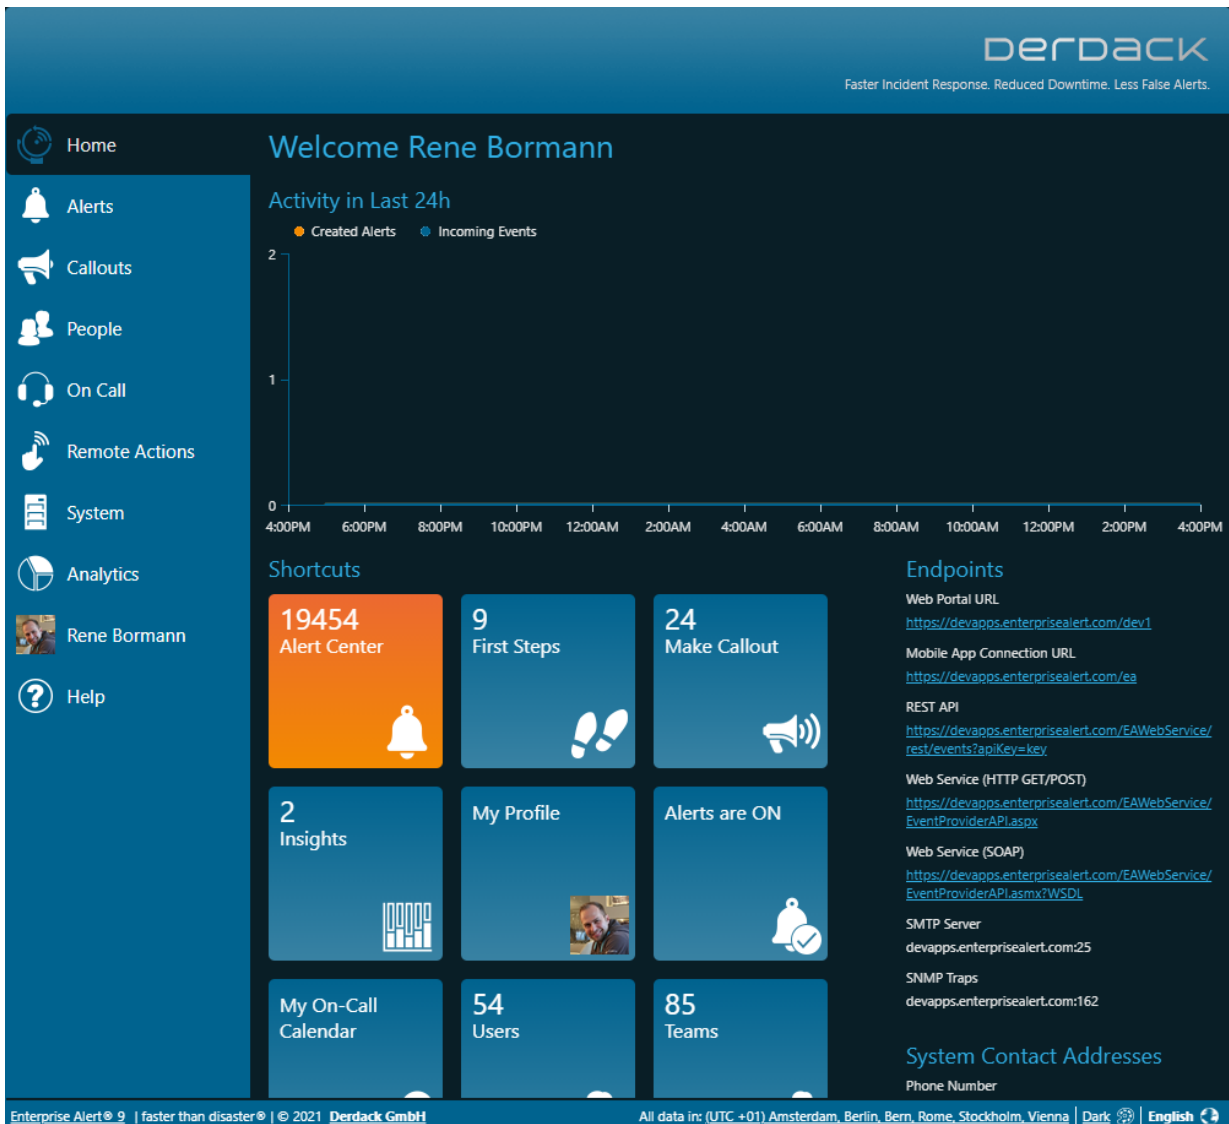 DERDACK
Faster Incident Response. Reduced Downtime. Less False Alerts.
Home
Alerts
Callouts
People
On Call
Remote Actions
System
Analytics
Rene Bormann
Help
Welcome Rene Bormann
Activity in Last 24h
Created Alerts Incoming Events
2
1
0
4:00PM 6:00PM 8:00PM 10:00PM 12:00AM 2:00AM 4:00AM 6:00AM 8:00AM 10:00AM 12:00PM 2:00PM 4:00PM
Shortcuts
19454
Alert Center
9
First Steps
24
Make Callout
2
Insights
My Profile
Alerts are ON
My On-Call
Calendar
54
Users
85
Teams
Endpoints
Web Portal URL
https://devapps.enterprisealert.com/dev1
Mobile App Connection URL
https://devapps.enterprisealert.com/ea
REST API
https://devapps.enterprisealert.com/EAWebService/
rest/events?apiKey=key
Web Service (HTTP GET/POST)
https://devapps.enterprisealert.com/EAWebService/
EventProviderAPI.aspx
Web Service (SOAP)
https://devapps.enterprisealert.com/EAWebService/
EventProviderAPI.asmx?WSDL
SMTP Server
devapps.enterprisealert.com:25
SNMP Traps
devapps.enterprisealert.com:162
System Contact Addresses
Phone Number
Enterprise Alert® 9 | faster than disaster® | © 2021 Derdack GmbH
All data in: (UTC +01) Amsterdam, Berlin, Bern, Rome, Stockholm, Vienna | Dark | English